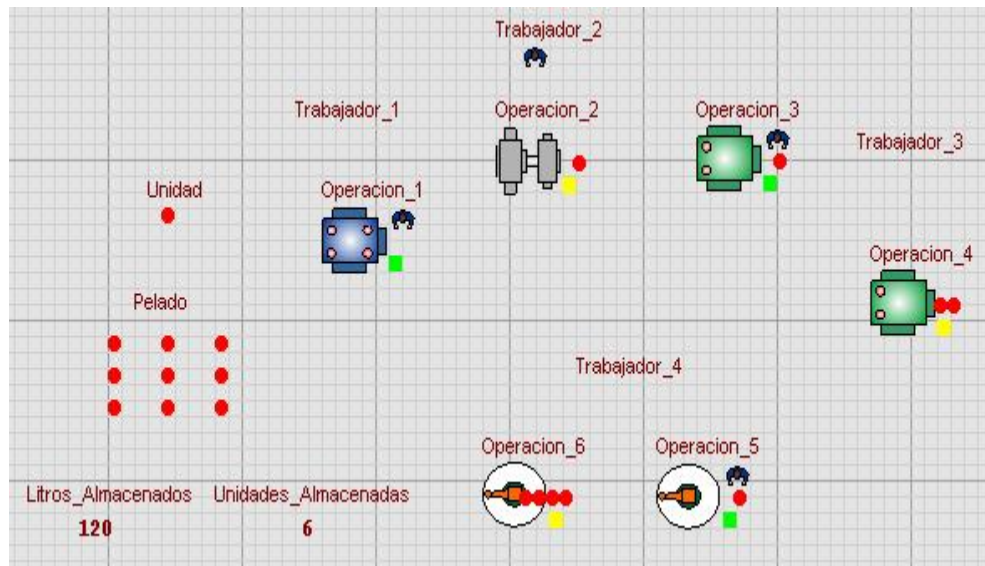 Trabajador_2
Trabajador_1
Operacion_2
Operacion_3
Trabajador_3
Unidad
Operacion_1
Operacion_4
Pelado
Trabajador_4
Operacion_6
Operacion_5
Litros_Almacenados
Unidades_Almacenadas
120
6